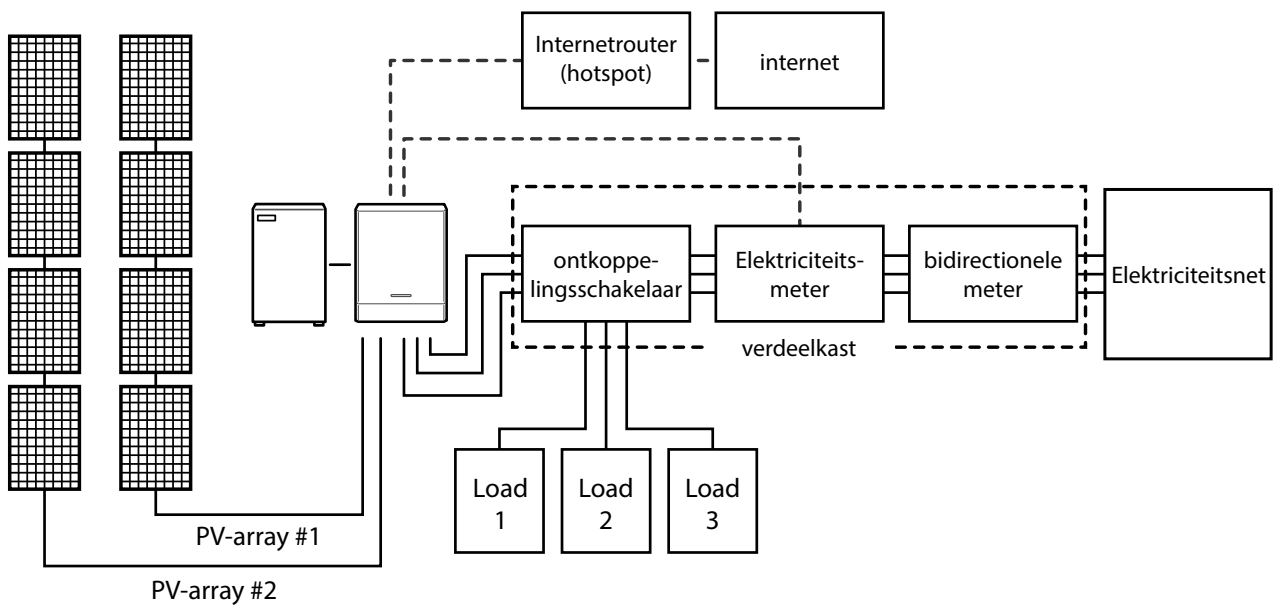 Internetrouter
(hotspot)
internet
ontkoppe-
lingsschakelaar
Elektriciteits-
meter
bidirectionele
meter
Elektriciteitsnet
verdeelkast
Load
1
Load
2
Load
3
PV-array #1
PV-array #2